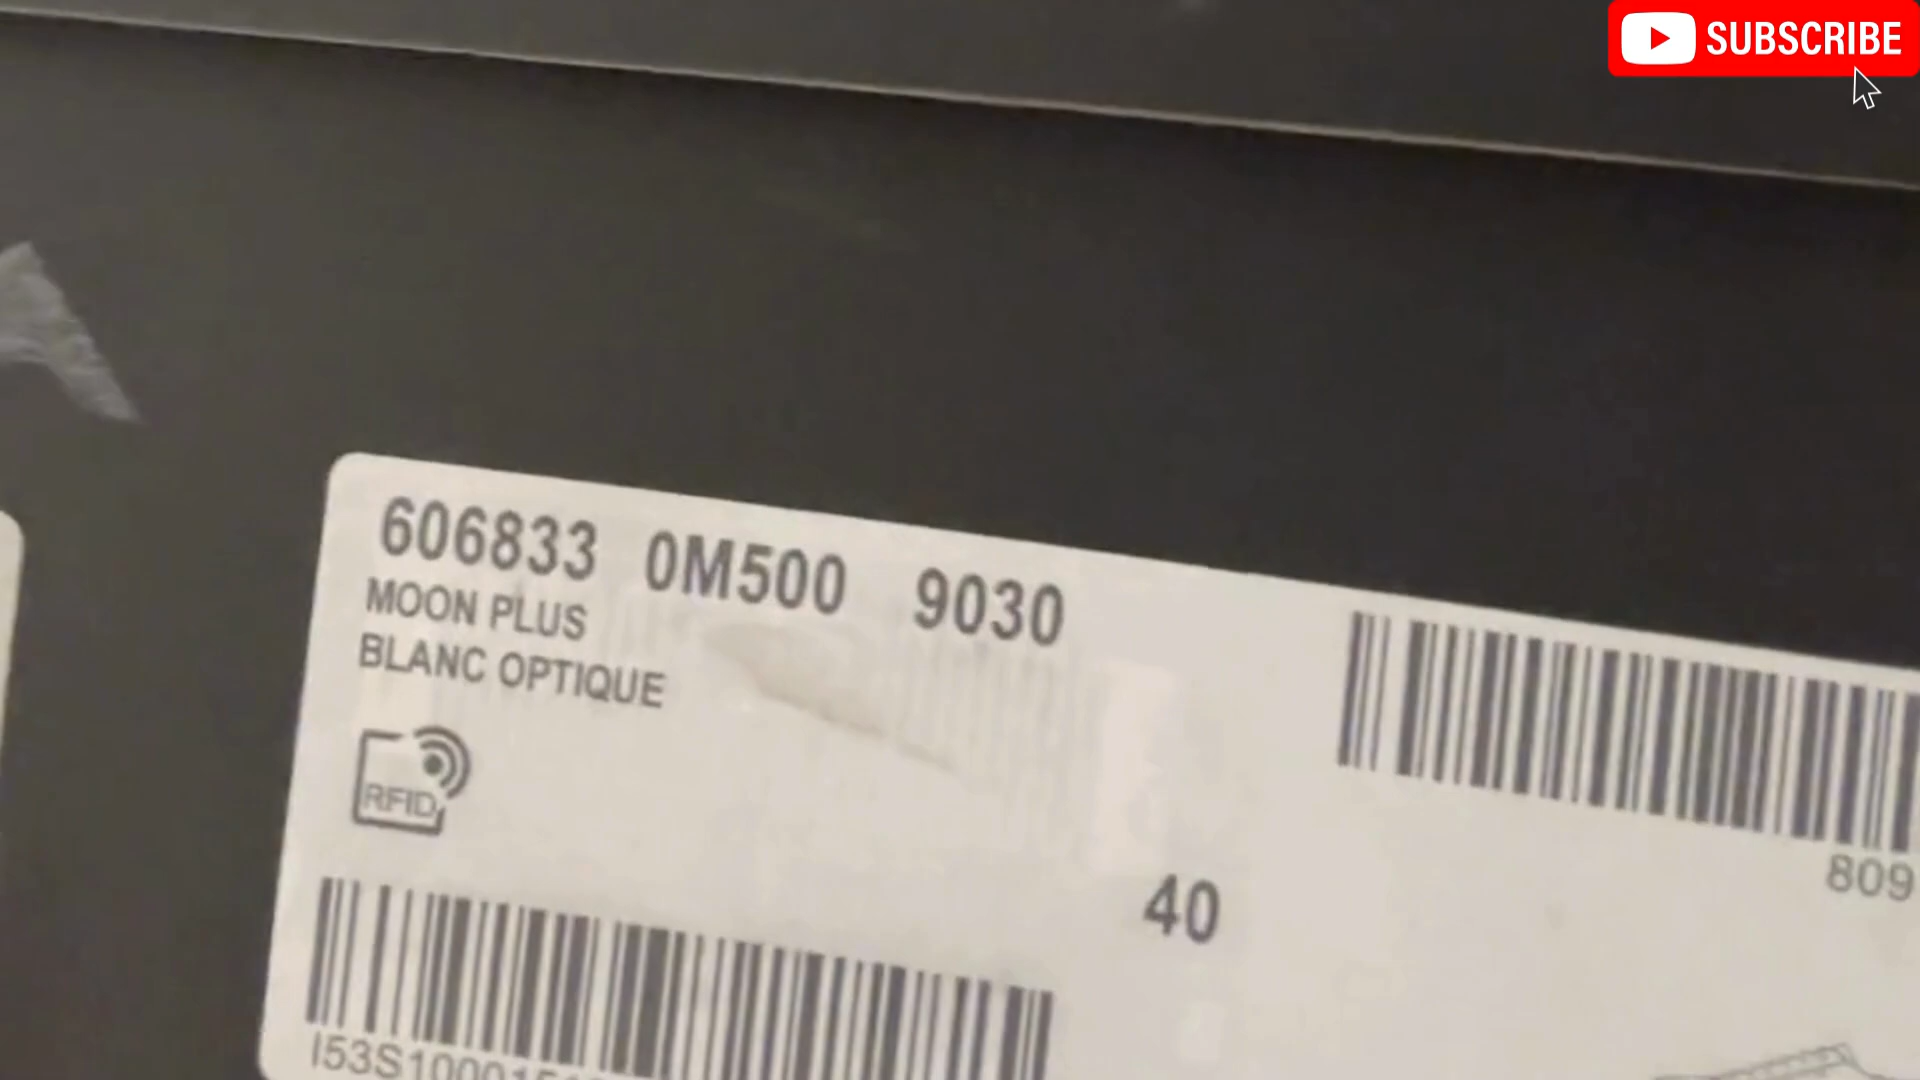 SUBSCRIBE
606833 0M500 9030
MOON PLUS
BLANC OPTIQUE
RFID
809
40